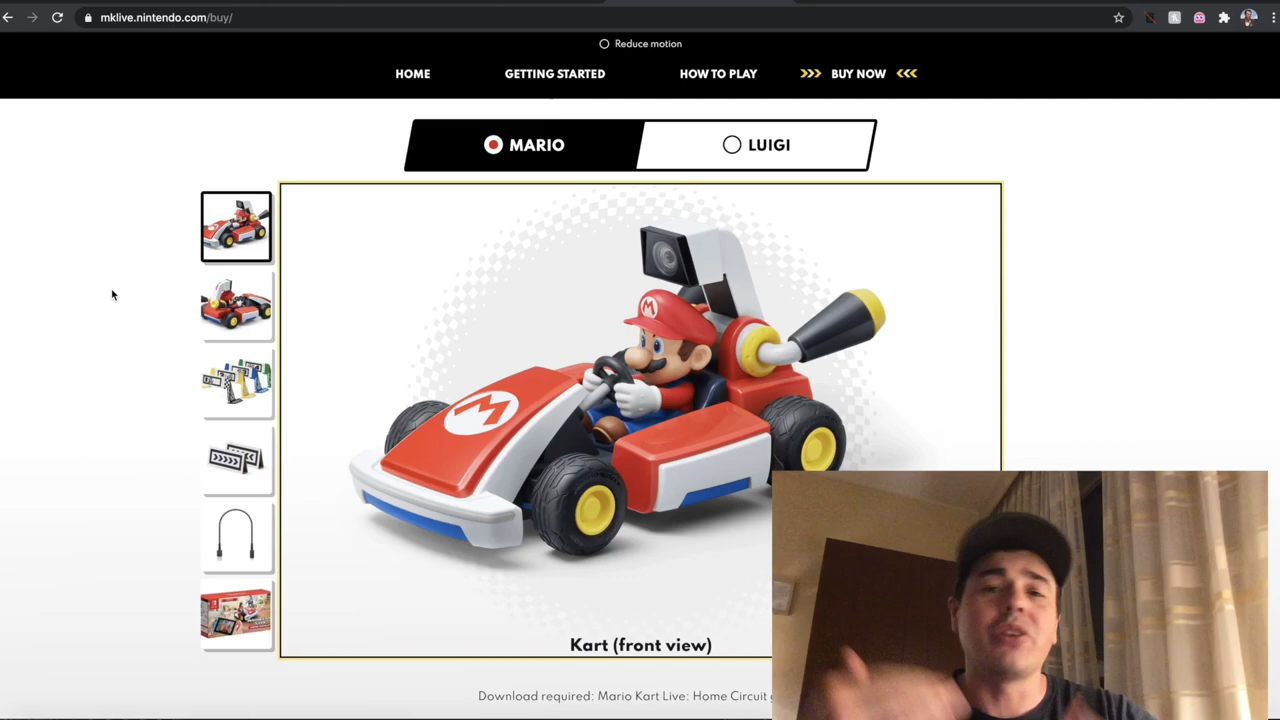 mklive.nintendo.com/buy/
Reduce motion
HOME
GETTING STARTED
HOW TO PLAY
BUY NOW
MARIO
LUIGI
M
M
Kart (front view)
Download required: Mario Kart Live: Home Circuit g